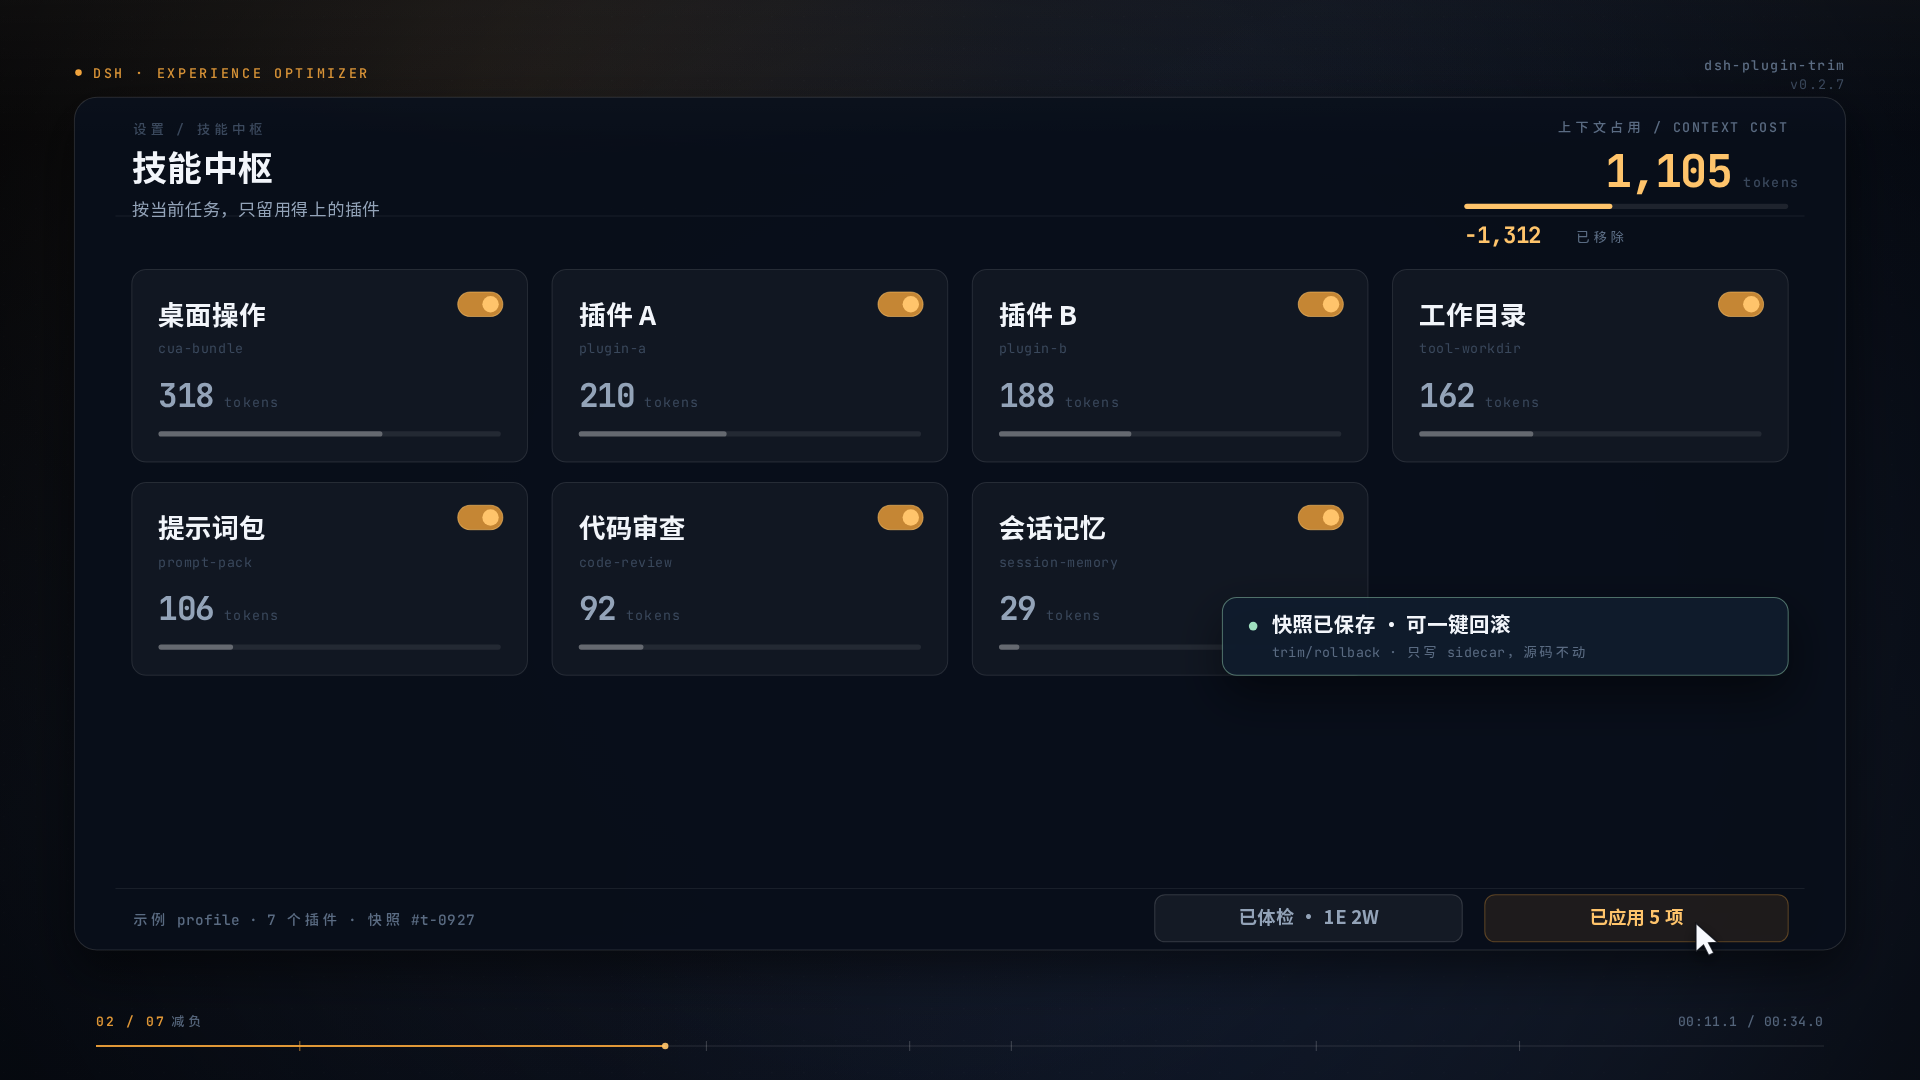 DSH · EXPERIENCE OPTIMIZER
dsh-plugin-trim
v0.2.7
设置 / 技能中枢
技能中枢
按当前任务，只留用得上的插件
上下文占用 / CONTEXT COST
1,105 tokens
-1,312 已移除
桌面操作
cua-bundle
318 tokens
插件 A
plugin-a
210 tokens
插件 B
plugin-b
188 tokens
工作目录
tool-workdir
162 tokens
提示词包
prompt-pack
106 tokens
代码审查
code-review
92 tokens
会话记忆
session-memory
29 tokens
快照已保存 · 可一键回滚
trim/rollback · 只写 sidecar，源码不动
示例 profile · 7 个插件 · 快照 #t-0927
已体检 · 1E 2W
已应用 5 项
02 / 07 减负
00:11.1 / 00:34.0